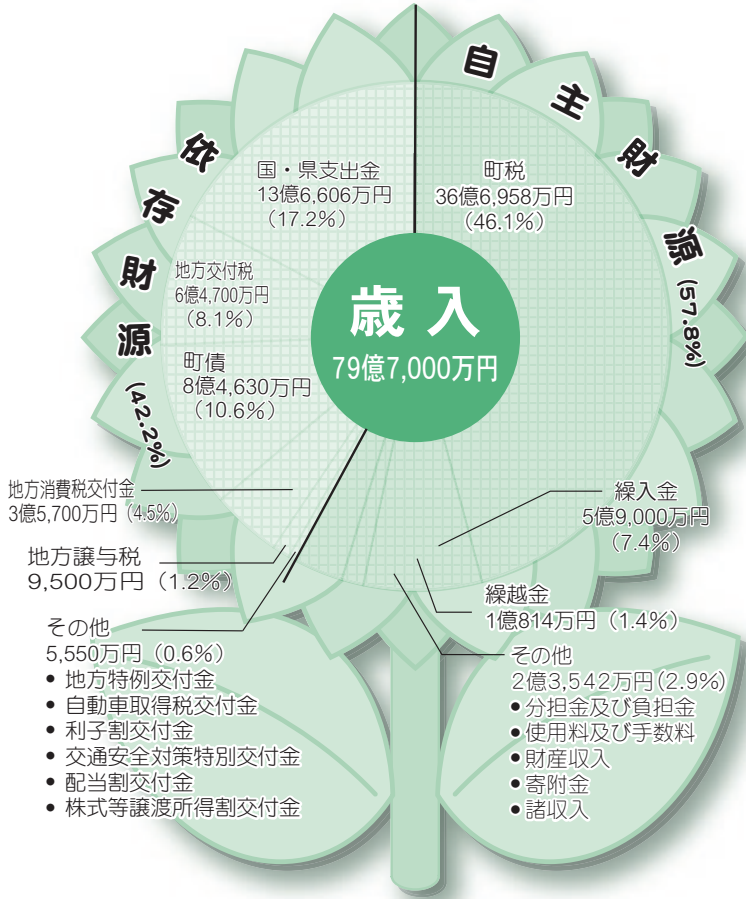 歳入
79億7,000万円
自主財源(57.8%)
町税
36億6,958万円
(46.1%)
繰入金
5億9,000万円
(7.4%)
繰越金
1億814万円(1.4%)
その他
2億3,542万円(2.9%)
•分担金及び負担金
•使用料及び手数料
•財産収入
•寄附金
•諸収入
依存財源(42.2%)
国・県支出金
13億6,606万円
(17.2%)
地方交付税
6億4,700万円
(8.1%)
町債
8億4,630万円
(10.6%)
地方消費税交付金
3億5,700万円(4.5%)
地方譲与税
9,500万円(1.2%)
その他
5,550万円(0.6%)
• 地方特例交付金
• 自動車取得税交付金
• 利子割交付金
• 交通安全対策特別交付金
• 配当割交付金
• 株式等譲渡所得割交付金